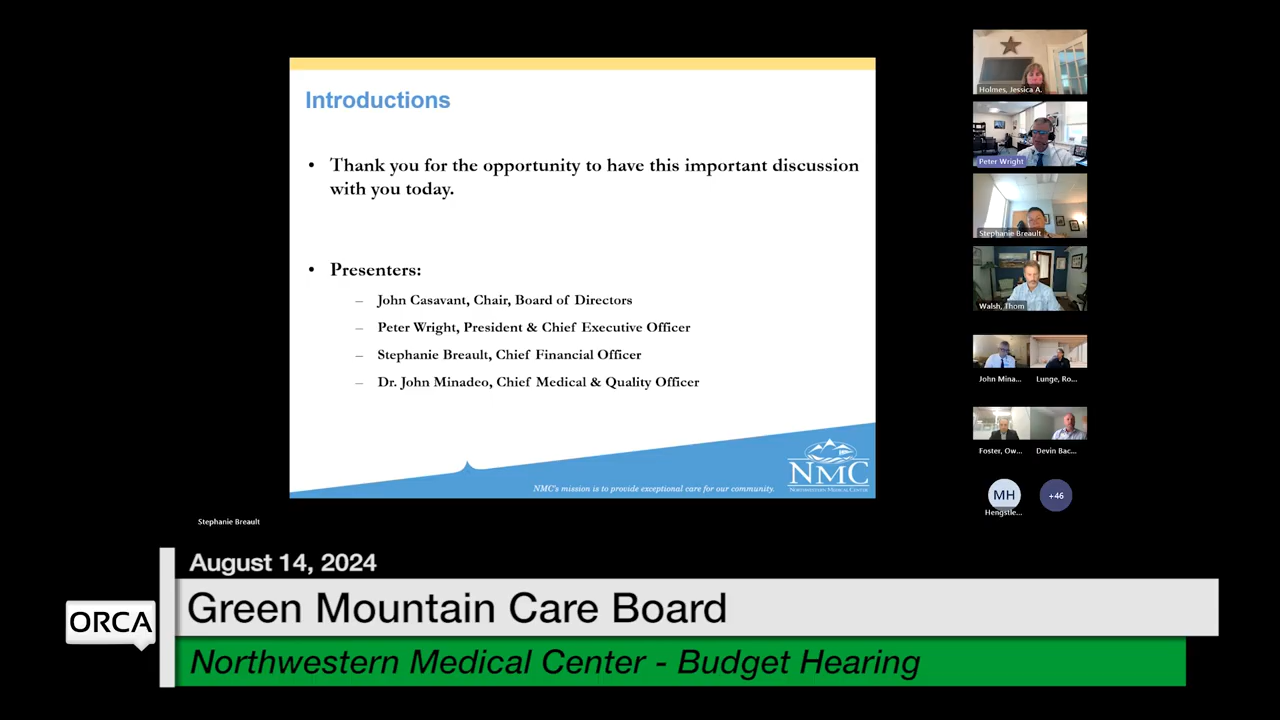 Introductions
• Thank you for the opportunity to have this important discussion
with you today.
• Presenters:
– John Casavant, Chair, Board of Directors
– Peter Wright, President & Chief Executive Officer
– Stephanie Breault, Chief Financial Officer
– Dr. John Minadeo, Chief Medical & Quality Officer
NMC's mission is to provide exceptional care for our community.
NMC
NORTHWESTERN MEDICAL CENTER
Holmes, Jessica A.
Peter Wright
Stephanie Breault
Walsh, Thom
John Mina...
Lunge, Ro...
Foster, Ow...
Devin Bac...
MH
+46
Hengstle...
Stephanie Breault
August 14, 2024
ORCA
Green Mountain Care Board
Northwestern Medical Center - Budget Hearing